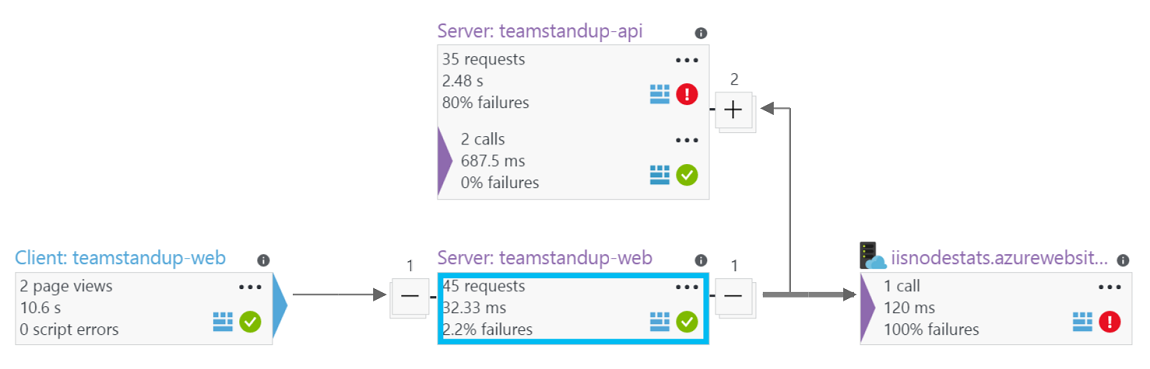 Server: teamstandup-api
35 requests
2.48 s
80% failures
2 calls
687.5 ms
0% failures
2
Client: teamstandup-web
2 page views
10.6 s
0 script errors
1
Server: teamstandup-web
45 requests
32.33 ms
2.2% failures
1
iisnodestats.azurewebsit...
1 call
120 ms
100% failures